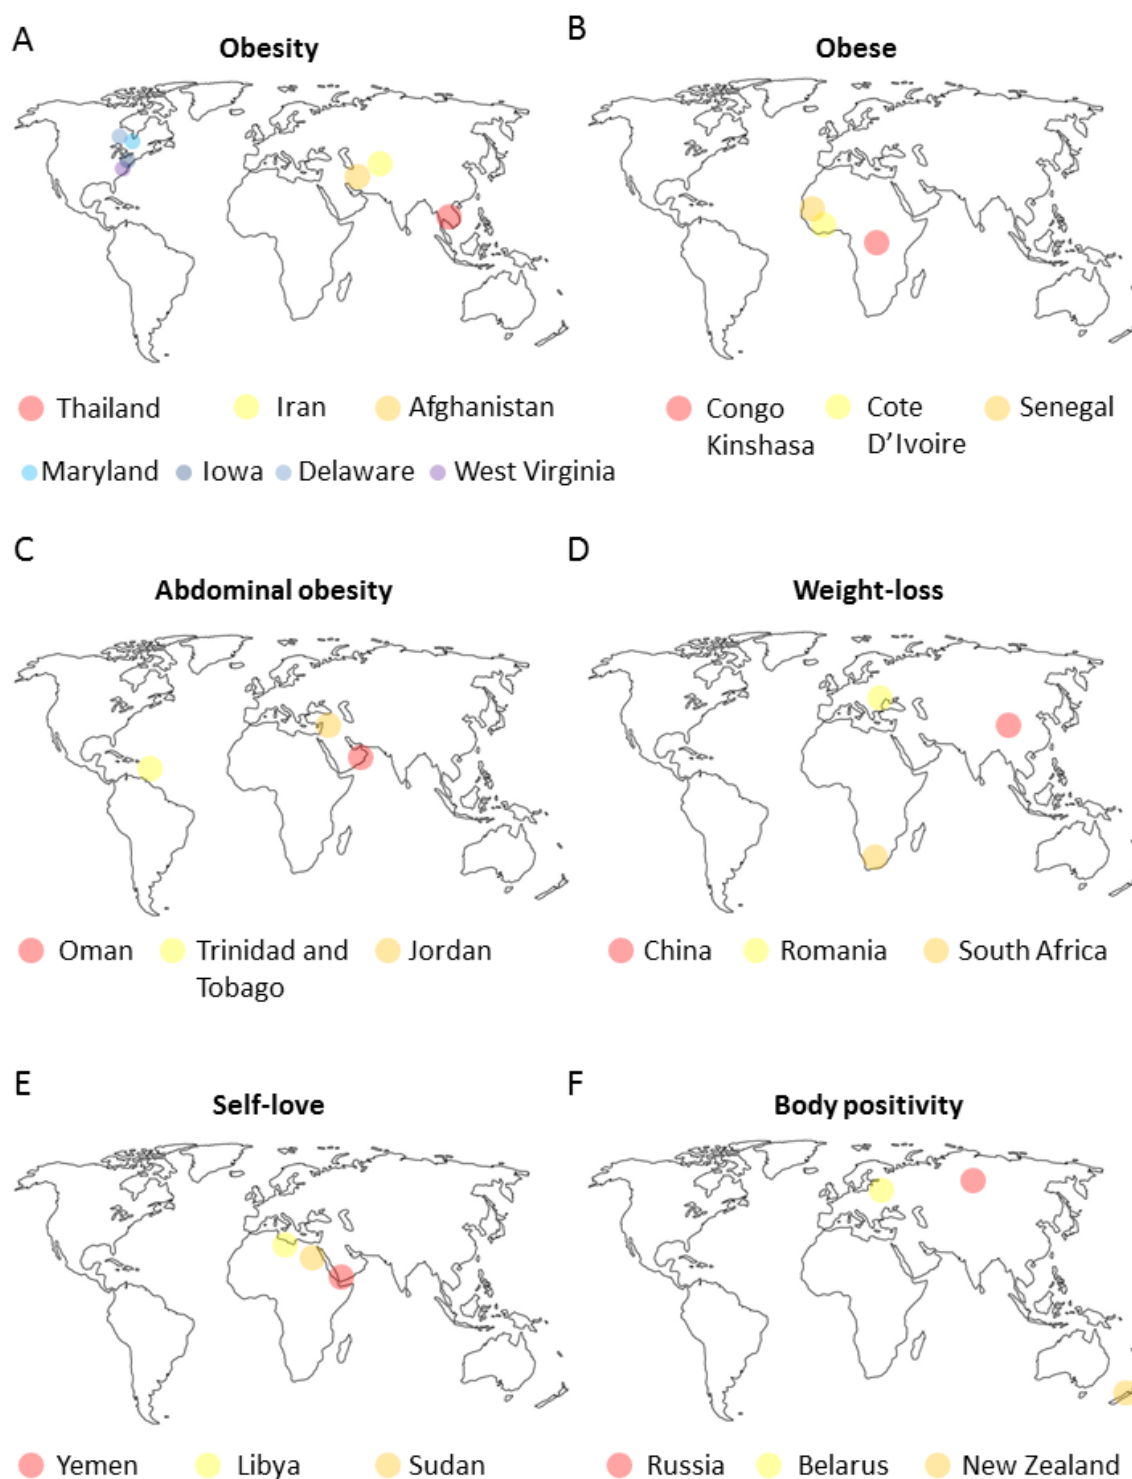 A
Obesity
B
Obese
Thailand
Iran
Afghanistan
Maryland
Iowa
Delaware
West Virginia
Congo
Kinshasa
Cote
D’Ivoire
Senegal
C
Abdominal obesity
D
Weight-loss
Oman
Trinidad and
Tobago
Jordan
China
Romania
South Africa
E
Self-love
F
Body positivity
Yemen
Libya
Sudan
Russia
Belarus
New Zealand